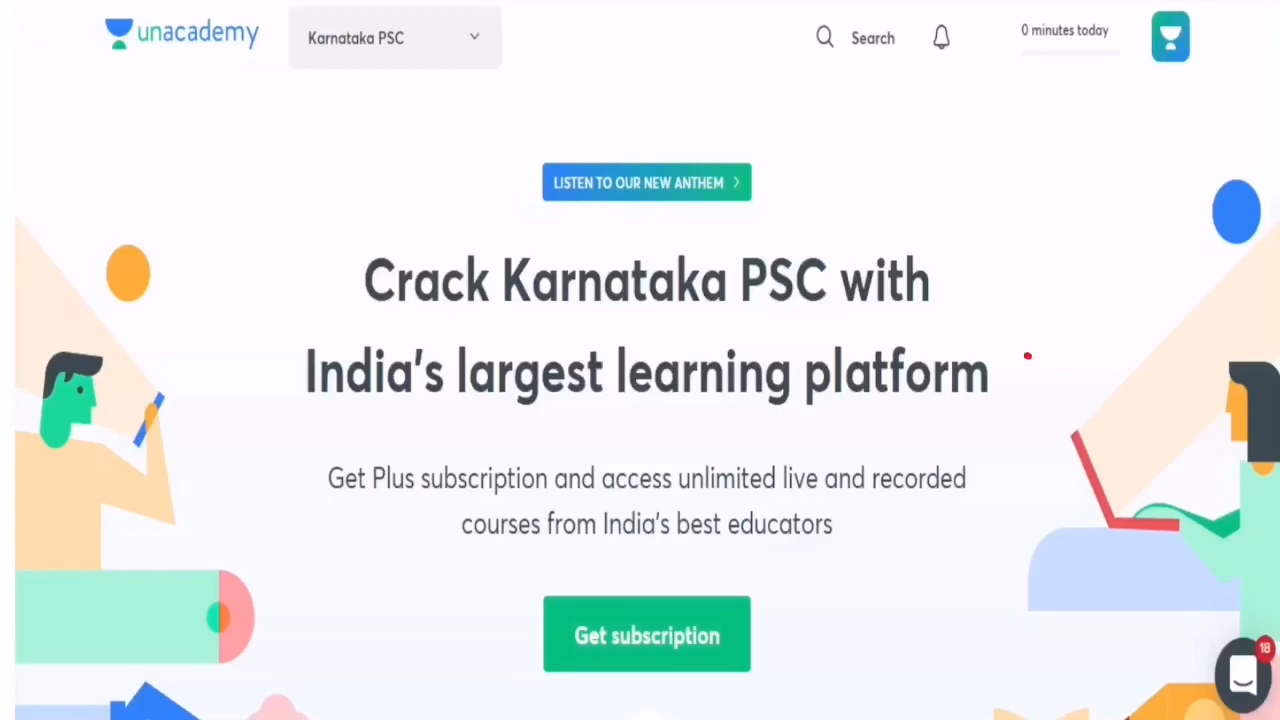 unacademy
Karnataka PSC
Search
0 minutes today
LISTEN TO OUR NEW ANTHEM
Crack Karnataka PSC with
India's largest learning platform
Get Plus subscription and access unlimited live and recorded
courses from India's best educators
Get subscription
18